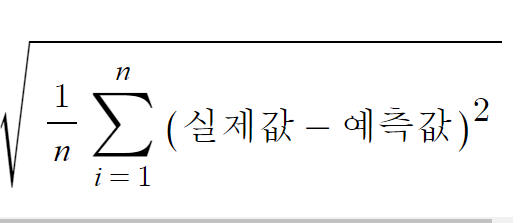 √(1/n ∑_{i=1}^{n} (실제값 – 예측값)²)